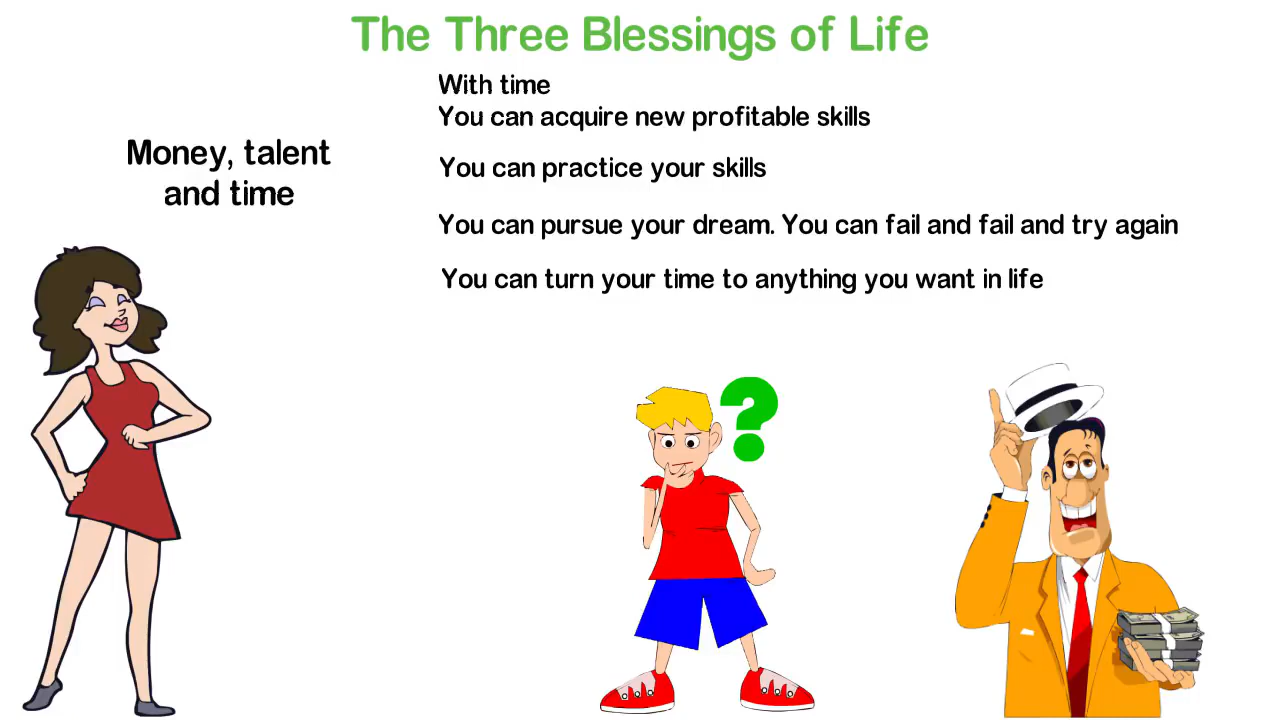 The Three Blessings of Life
With time
You can acquire new profitable skills
Money, talent
and time
You can practice your skills
You can pursue your dream. You can fail and fail and try again
You can turn your time to anything you want in life
?